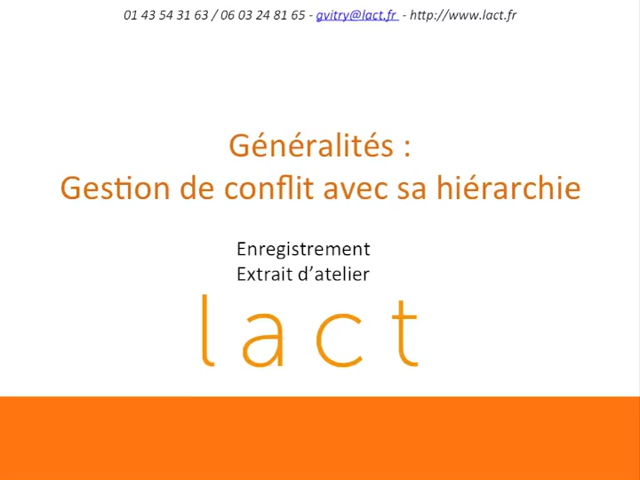 01 43 54 31 63 / 06 03 24 81 65 - gvitry@lact.fr - http://www.lact.fr
Généralités :
Gestion de conflit avec sa hiérarchie
Enregistrement
Extrait d’atelier
lact